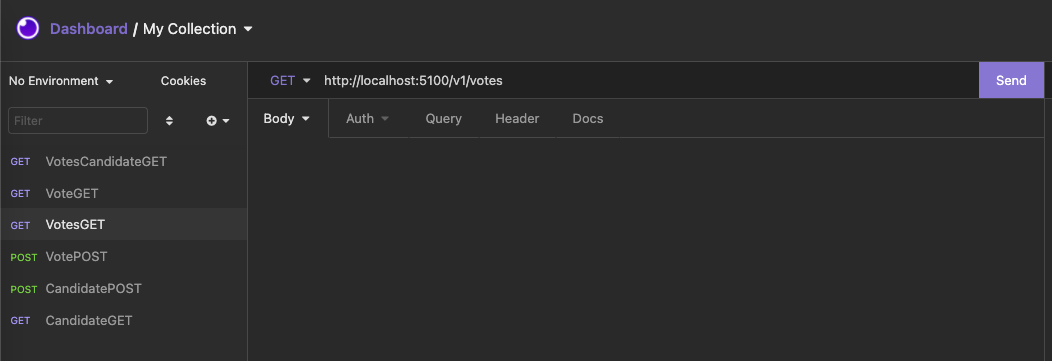 Dashboard / My Collection
No Environment
Cookies
GET http://localhost:5100/v1/votes
Send
Filter
Body
Auth
Query
Header
Docs
GET VotesCandidateGET
GET VoteGET
GET VotesGET
POST VotePOST
POST CandidatePOST
GET CandidateGET